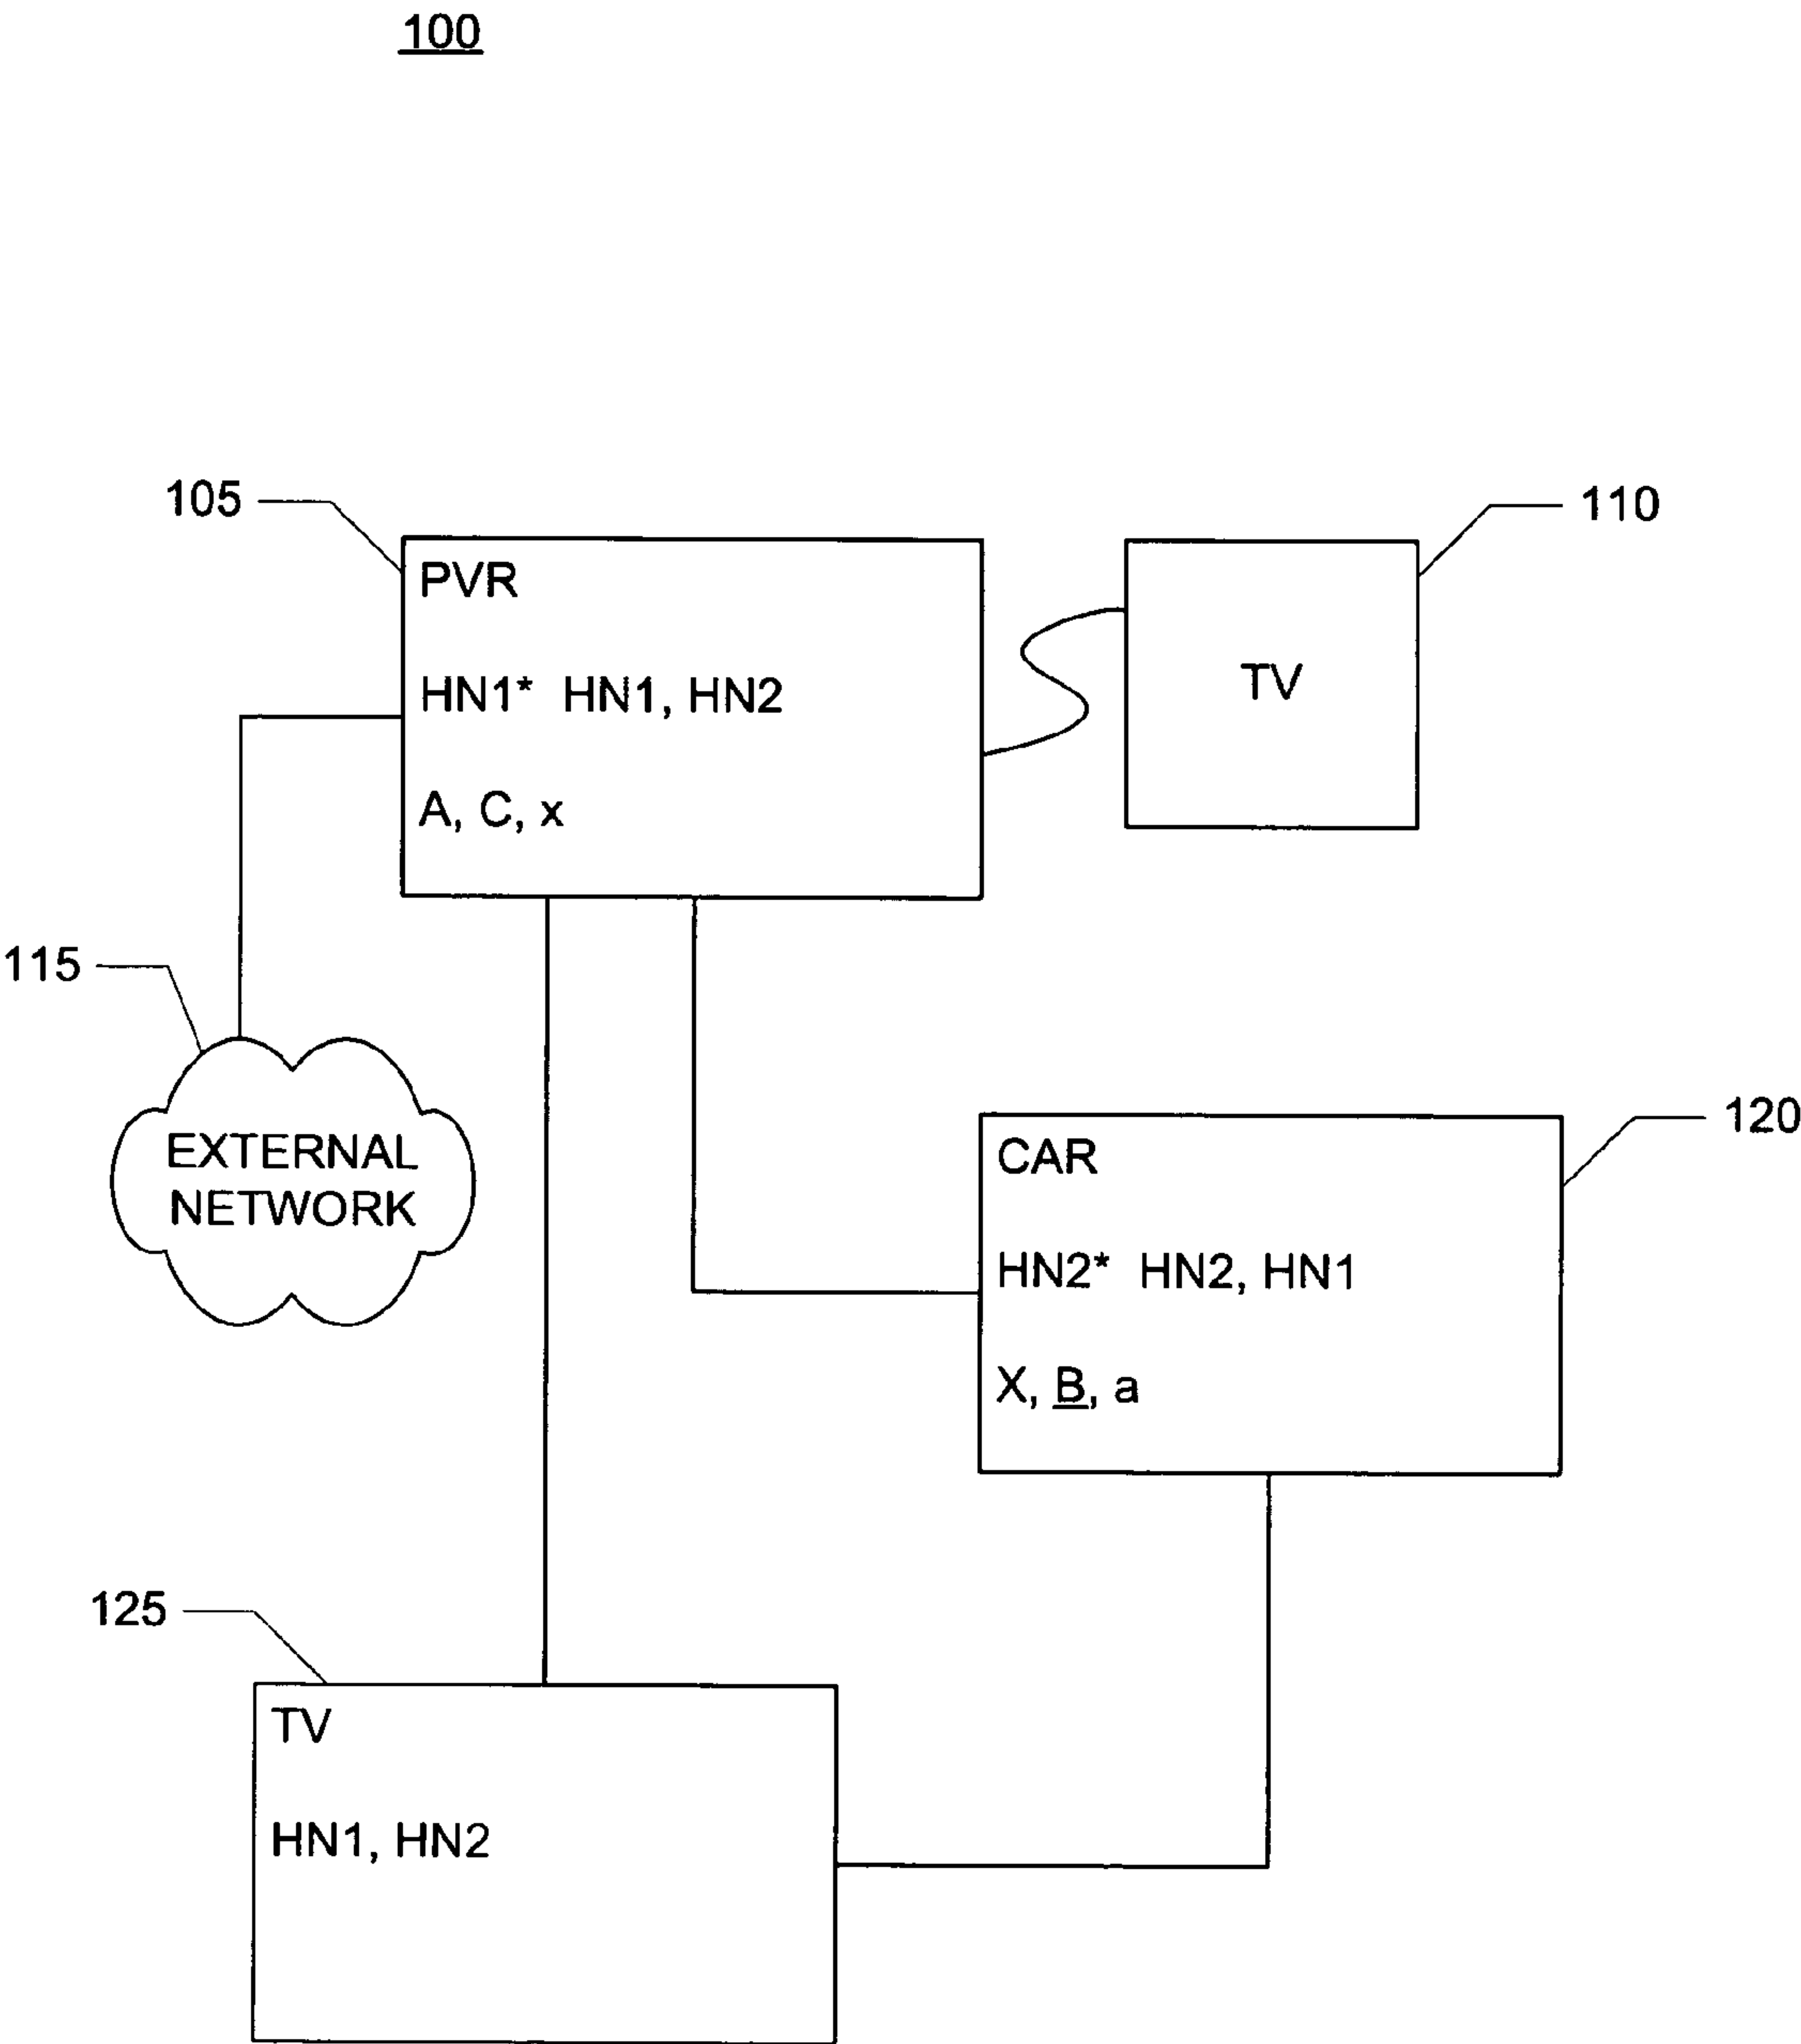 100
105
110
PVR
HN1* HN1, HN2
A, C, x
TV
115
EXTERNAL
NETWORK
120
CAR
HN2* HN2, HN1
X, B, a
125
TV
HN1, HN2